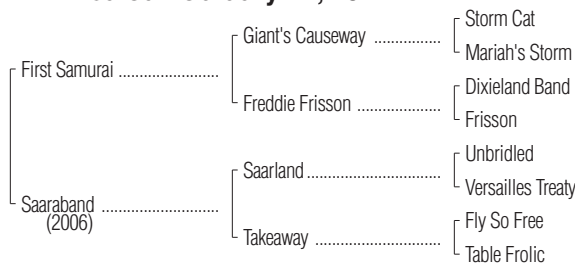 Storm Cat
Giant's Causeway
Mariah's Storm
First Samurai
Dixieland Band
Freddie Frisson
Frisson
Unbridled
Saarland
Versailles Treaty
Saaraband
(2006)
Fly So Free
Takeaway
Table Frolic